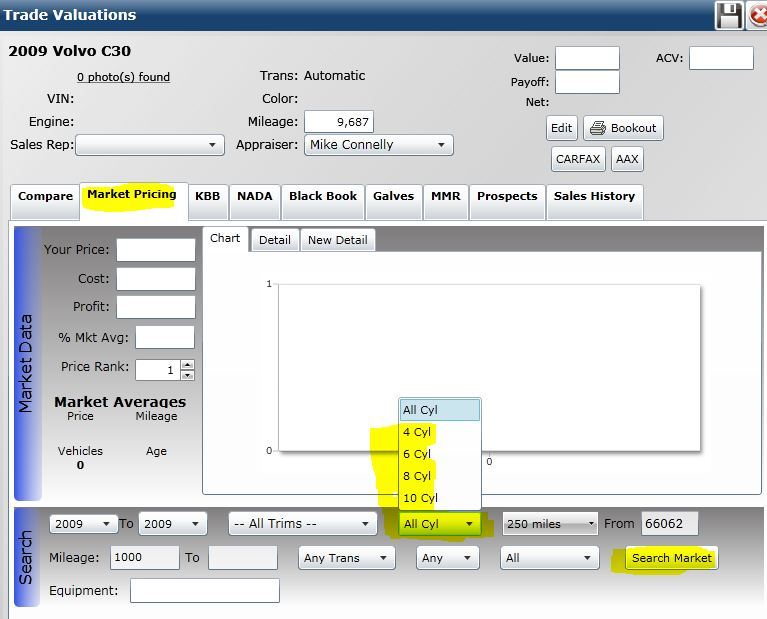 Trade Valuations
2009 Volvo C30
0 photo(s) found
Trans: Automatic
Value:
ACV:
VIN:
Color:
Payoff:
Engine:
Mileage: 9,687
Net:
Sales Rep:
Appraiser: Mike Connelly
Edit
Bookout
CARFAX
AAX
Compare
Market Pricing
KBB
NADA
Black Book
Galves
MMR
Prospects
Sales History
Market Data
Your Price:
Cost:
Profit:
% Mkt Avg:
Price Rank: 1
Market Averages
Price Mileage
Vehicles Age
0
Chart
Detail
New Detail
1
0
0
All Cyl
4 Cyl
6 Cyl
8 Cyl
10 Cyl
Search
2009 To 2009
-- All Trims --
All Cyl
250 miles
From 66062
Mileage: 1000 To
Any Trans
Any
All
Search Market
Equipment: